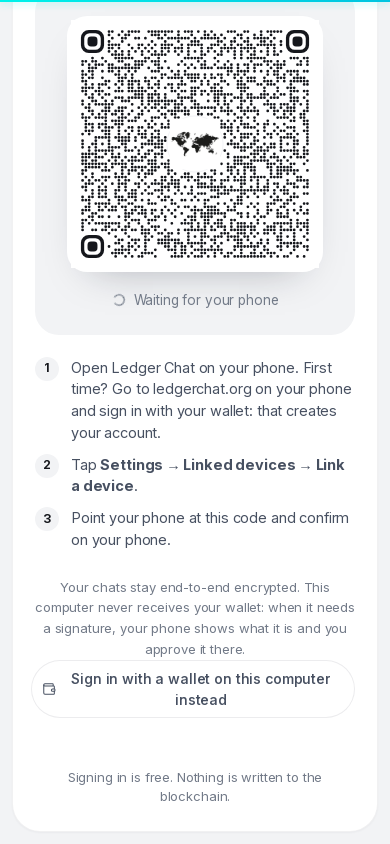 Waiting for your phone
1 Open Ledger Chat on your phone. First
time? Go to ledgerchat.org on your phone
and sign in with your wallet: that creates
your account.
2 Tap Settings → Linked devices → Link
a device.
3 Point your phone at this code and confirm
on your phone.
Your chats stay end-to-end encrypted. This
computer never receives your wallet: when it needs
a signature, your phone shows what it is and you
approve it there.
Sign in with a wallet on this computer
instead
Signing in is free. Nothing is written to the
blockchain.